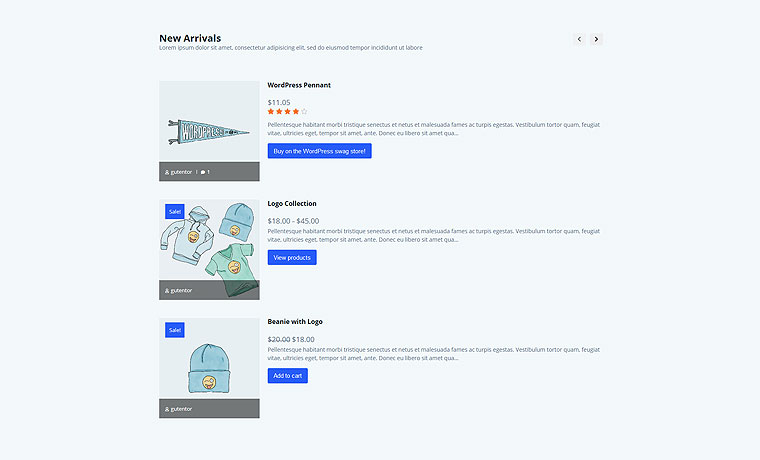 New Arrivals
Lorem ipsum dolor sit amet, consectetur adipisicing elit, sed do eiusmod tempor incididunt ut labore
WordPress Pennant
$11.05
Pellentesque habitant morbi tristique senectus et netus et malesuada fames ac turpis egestas. Vestibulum tortor quam, feugiat
vitae, ultricies eget, tempor sit amet, ante. Donec eu libero sit amet qua...
Buy on the WordPress swag store!
WORDPRESS
gutentor | 1
Sale!
Logo Collection
$18.00 - $45.00
Pellentesque habitant morbi tristique senectus et netus et malesuada fames ac turpis egestas. Vestibulum tortor quam, feugiat
vitae, ultricies eget, tempor sit amet, ante. Donec eu libero sit amet qua...
View products
gutentor
Sale!
Beanie with Logo
$20.00 $18.00
Pellentesque habitant morbi tristique senectus et netus et malesuada fames ac turpis egestas. Vestibulum tortor quam, feugiat
vitae, ultricies eget, tempor sit amet, ante. Donec eu libero sit amet qua...
Add to cart
gutentor